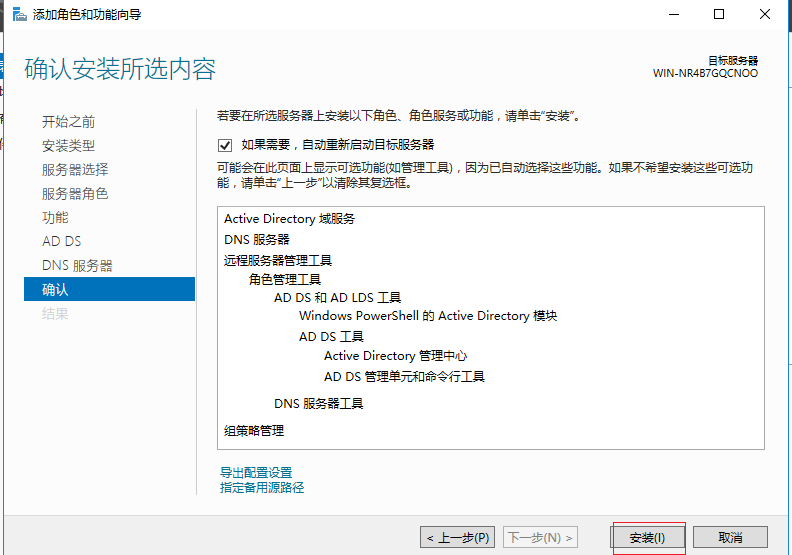 添加角色和功能向导
确认安装所选内容
目标服务器
WIN-NR4B7GQCNOO
开始之前
安装类型
服务器选择
服务器角色
功能
AD DS
DNS 服务器
确认
结果
若要在所选服务器上安装以下角色、角色服务或功能，请单击“安装”。
如果需要，自动重新启动目标服务器
可能会在此页面上显示可选功能(如管理工具)，因为已自动选择这些功能。如果不希望安装这些可选功
能，请单击“上一步”以清除其复选框。
Active Directory 域服务
DNS 服务器
远程服务器管理工具
角色管理工具
AD DS 和 AD LDS 工具
Windows PowerShell 的 Active Directory 模块
AD DS 工具
Active Directory 管理中心
AD DS 管理单元和命令行工具
DNS 服务器工具
组策略管理
导出配置设置
指定备用源路径
< 上一步(P)
下一步(N) >
安装(I)
取消